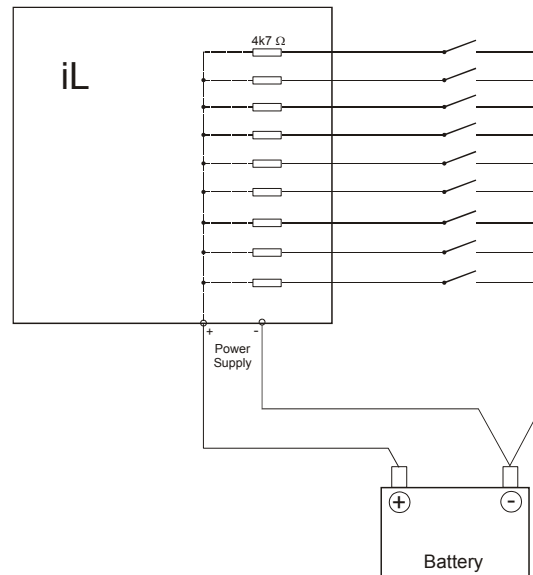 4k7 Ω
iL
+ -
Power
Supply
+ -
Battery